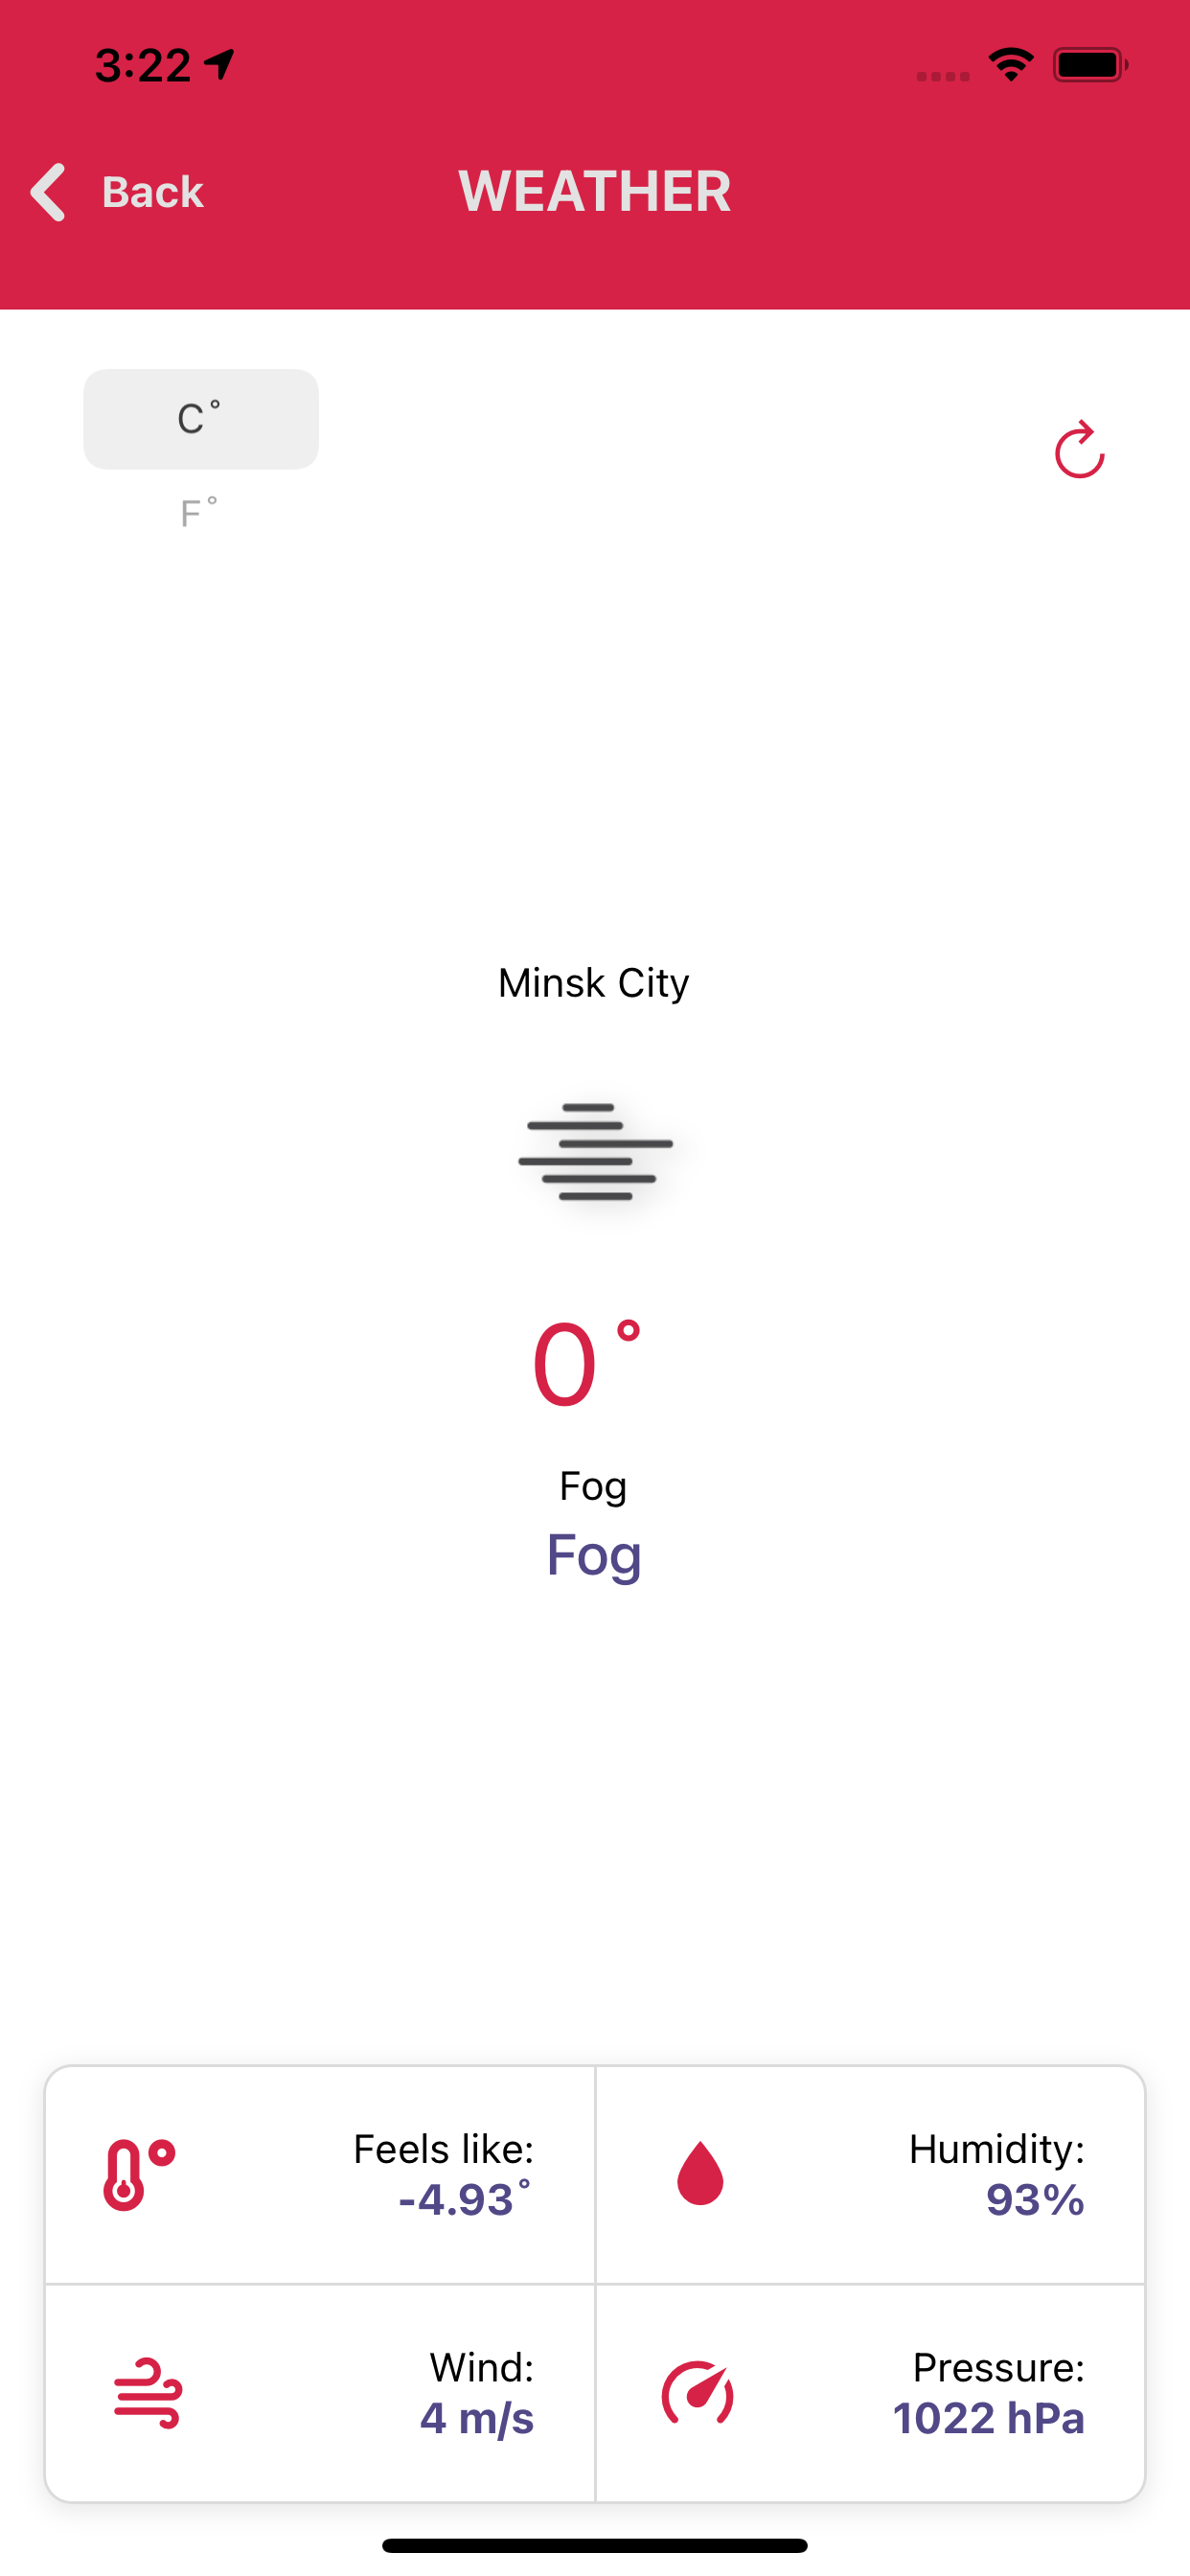 3:22
Back
WEATHER
C°
F°
Minsk City
0°
Fog
Fog
Feels like:
-4.93°
Humidity:
93%
Wind:
4 m/s
Pressure:
1022 hPa